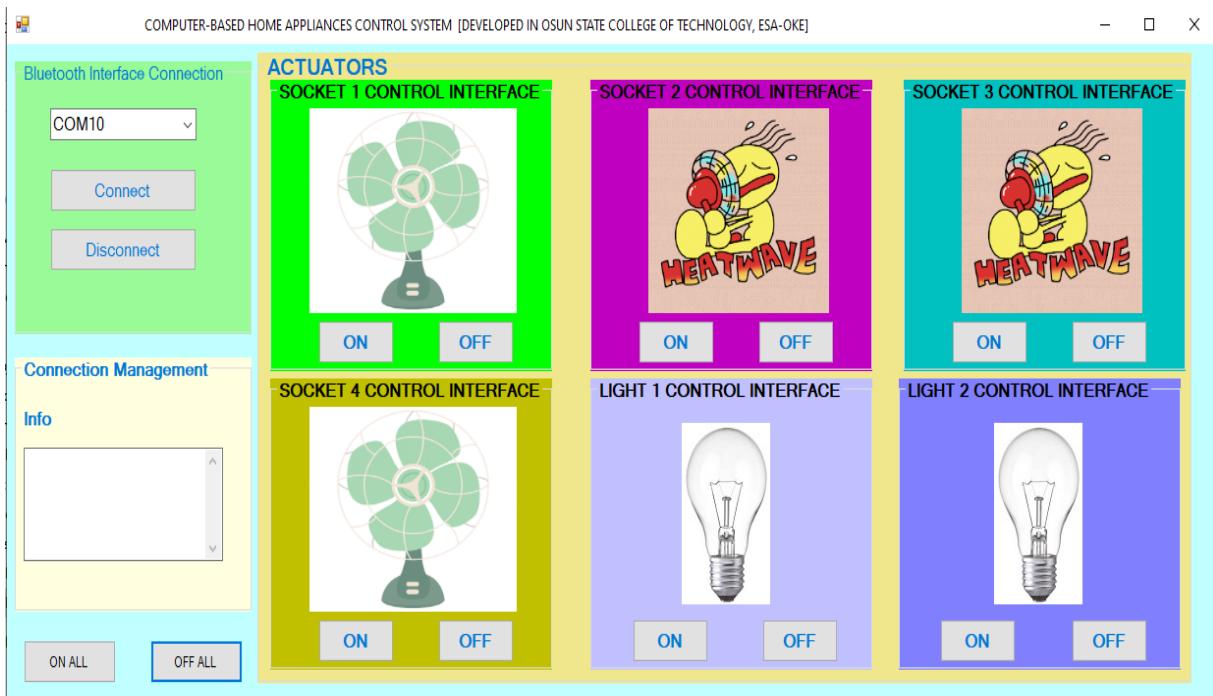 COMPUTER-BASED HOME APPLIANCES CONTROL SYSTEM [DEVELOPED IN OSUN STATE COLLEGE OF TECHNOLOGY, ESA-OKE]
Bluetooth Interface Connection
COM10
Connect
Disconnect
Connection Management
Info
ON ALL
OFF ALL
ACTUATORS
SOCKET 1 CONTROL INTERFACE
ON
OFF
SOCKET 2 CONTROL INTERFACE
HEATWAVE
ON
OFF
SOCKET 3 CONTROL INTERFACE
HEATWAVE
ON
OFF
SOCKET 4 CONTROL INTERFACE
ON
OFF
LIGHT 1 CONTROL INTERFACE
ON
OFF
LIGHT 2 CONTROL INTERFACE
ON
OFF